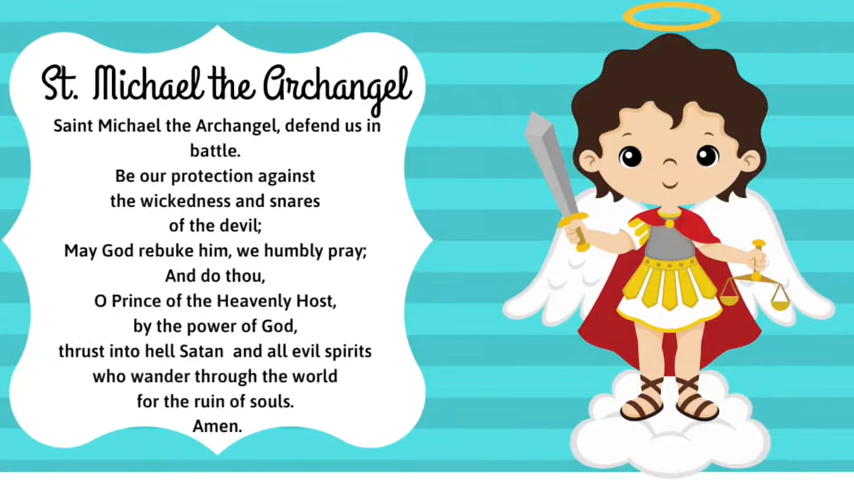 St. Michael the Archangel
Saint Michael the Archangel, defend us in
battle.
Be our protection against
the wickedness and snares
of the devil;
May God rebuke him, we humbly pray;
And do thou,
O Prince of the Heavenly Host,
by the power of God,
thrust into hell Satan and all evil spirits
who wander through the world
for the ruin of souls.
Amen.